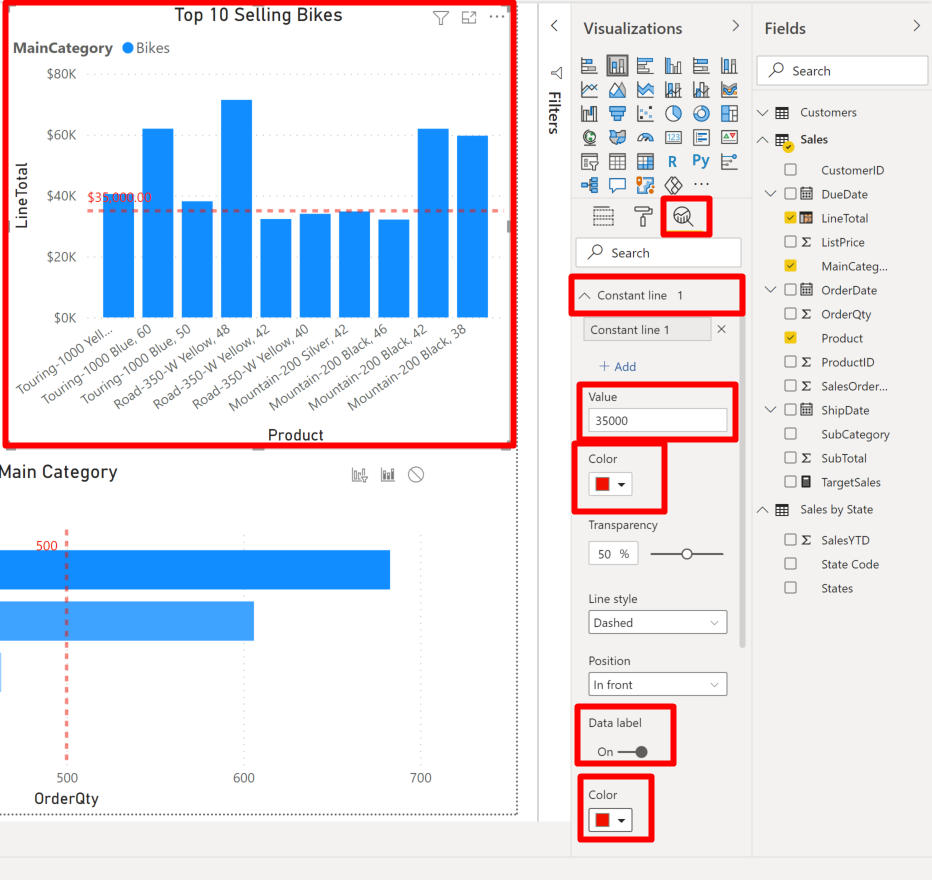 Top 10 Selling Bikes
MainCategory Bikes
$80K
$60K
$40K
$20K
$0K
LineTotal
$35,000.00
Touring-1000 Yell...
Touring-1000 Blue, 60
Touring-1000 Blue, 50
Road-350-W Yellow, 48
Road-350-W Yellow, 42
Road-350-W Yellow, 40
Mountain-200 Silver, 42
Mountain-200 Black, 46
Mountain-200 Black, 42
Mountain-200 Black, 38
Product
Main Category
500
500 600 700
OrderQty
Filters
Visualizations
123
R
Py
Search
Constant line 1
Constant line 1
Add
Value
35000
Color
Transparency
50 %
Line style
Dashed
Position
In front
Data label
On
Color
Fields
Search
Customers
Sales
CustomerID
DueDate
LineTotal
Σ ListPrice
MainCateg...
OrderDate
Σ OrderQty
Product
Σ ProductID
Σ SalesOrder...
ShipDate
SubCategory
Σ SubTotal
TargetSales
Sales by State
Σ SalesYTD
State Code
States